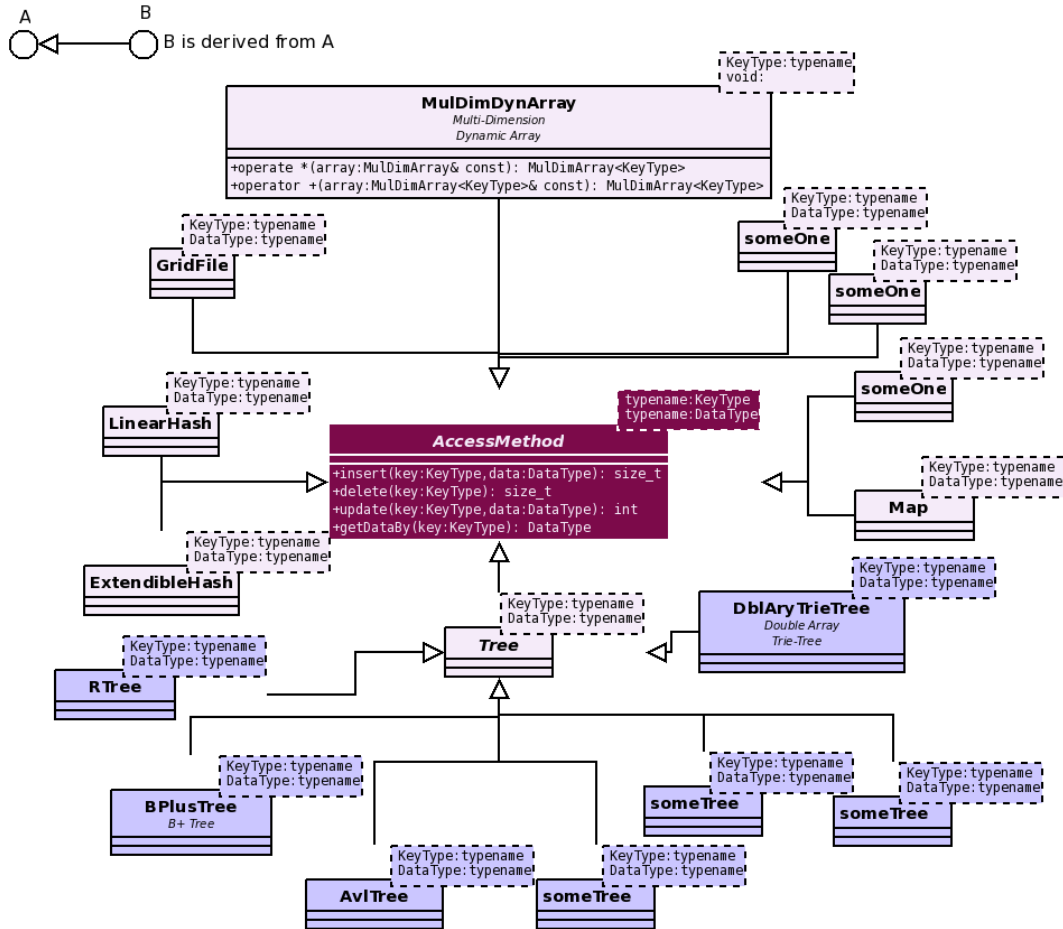 A B
B is derived from A
KeyType:typename
void:
MulDimDynArray
Multi-Dimension
Dynamic Array
+operate *(array:MulDimArray& const): MulDimArray<KeyType>
+operator +(array:MulDimArray<KeyType>& const): MulDimArray<KeyType>
KeyType:typename
DataType:typename
GridFile
KeyType:typename
DataType:typename
someOne
KeyType:typename
DataType:typename
someOne
KeyType:typename
DataType:typename
someOne
KeyType:typename
DataType:typename
LinearHash
typename:KeyType
typename:DataType
AccessMethod
+insert(key:KeyType,data:DataType): size_t
+delete(key:KeyType): size_t
+update(key:KeyType,data:DataType): int
+getDataBy(key:KeyType): DataType
KeyType:typename
DataType:typename
Map
KeyType:typename
DataType:typename
ExtendibleHash
KeyType:typename
DataType:typename
Tree
KeyType:typename
DataType:typename
DblAryTrieTree
Double Array
Trie-Tree
KeyType:typename
DataType:typename
RTree
KeyType:typename
DataType:typename
BPlusTree
B+ Tree
KeyType:typename
DataType:typename
someTree
KeyType:typename
DataType:typename
someTree
KeyType:typename
DataType:typename
AvlTree
KeyType:typename
DataType:typename
someTree